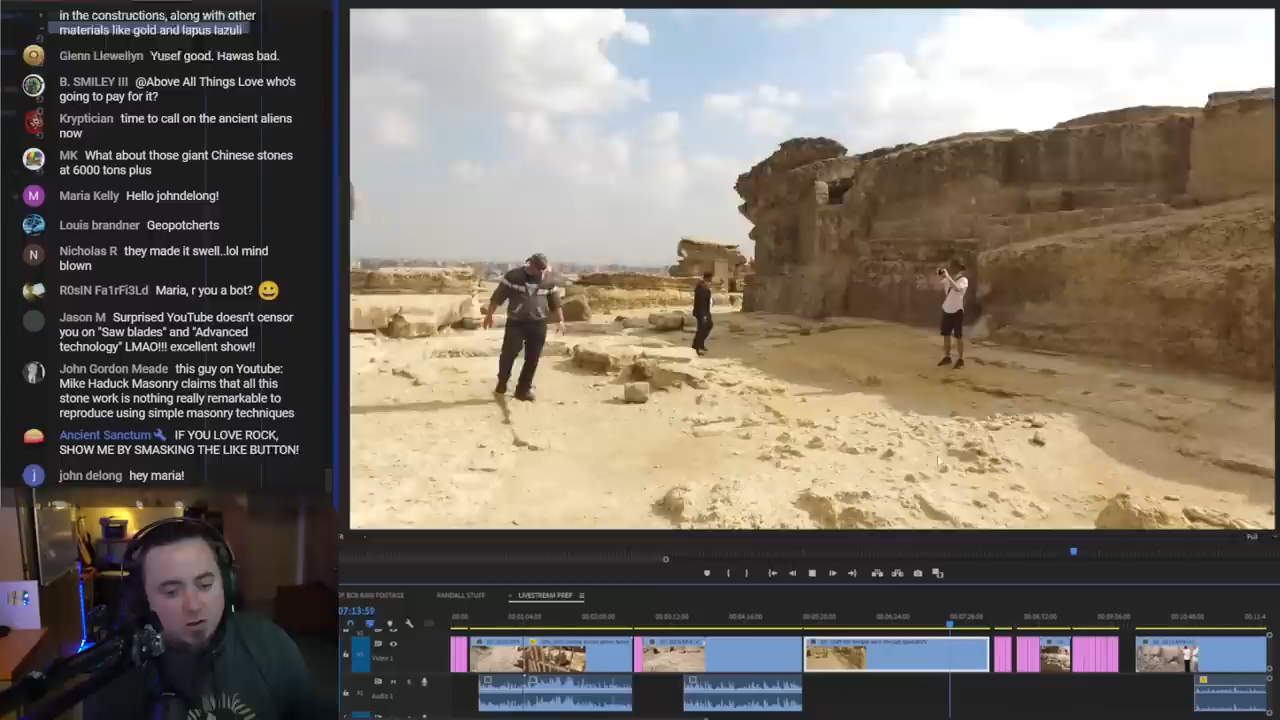 in the constructions, along with other
materials like gold and lapus lazuli
Glenn Llewellyn Yusef good. Hawas bad.
B. SMILEY III @Above All Things Love who's
going to pay for it?
Kryptician time to call on the ancient aliens
now
MK What about those giant Chinese stones
at 6000 tons plus
M
Maria Kelly Hello johndelong!
Louis brandner Geopotcherts
N
Nicholas R they made it swell..lol mind
blown
R0sIN Fa1rFi3Ld Maria, r you a bot? 😀
Jason M Surprised YouTube doesn't censor
you on "Saw blades" and "Advanced
technology" LMAO!!! excellent show!!
John Gordon Meade this guy on Youtube:
Mike Haduck Masonry claims that all this
stone work is nothing really remarkable to
reproduce using simple masonry techniques
Ancient Sanctum IF YOU LOVE ROCK,
SHOW ME BY SMASKING THE LIKE BUTTON!
j
john delong hey maria!
Full
RANDALL STUFF
LIVESTREAM PREP
07:13:59
Video 1
Audio 1